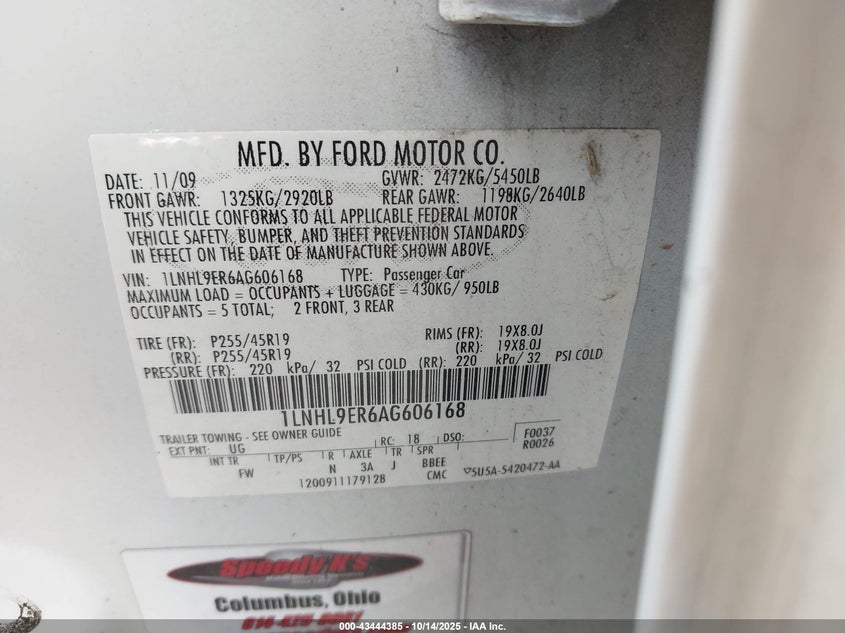 MFD. BY FORD MOTOR CO.
DATE: 11/09 GVWR: 2472KG/5450LB
FRONT GAWR: 1325KG/2920LB REAR GAWR: 1198KG/2640LB
THIS VEHICLE CONFORMS TO ALL APPLICABLE FEDERAL MOTOR
VEHICLE SAFETY, BUMPER, AND THEFT PREVENTION STANDARDS
IN EFFECT ON THE DATE OF MANUFACTURE SHOWN ABOVE.
VIN: 1LNHL9ER6AG606168 TYPE: Passenger Car
MAXIMUM LOAD = OCCUPANTS + LUGGAGE = 430KG/ 950LB
OCCUPANTS = 5 TOTAL; 2 FRONT, 3 REAR
TIRE (FR): P255/45R19 RIMS (FR): 19X8.0J
(RR): P255/45R19 (RR): 19X8.0J
PRESSURE (FR): 220 kPa/ 32 PSI COLD (RR): 220 kPa/ 32 PSI COLD
1LNHL9ER6AG606168
TRAILER TOWING - SEE OWNER GUIDE
EXT PNT: UG RC: 18 DSO: F0037
R0026
INT TR TP/PS R AXLE TR SPR
FW N 3A J BBEE
1200911179128 CMC 5U5A-5420472-AA
Speedy K's
Columbus, Ohio
000-43444385 - 10/14/2025 - IAA Inc.